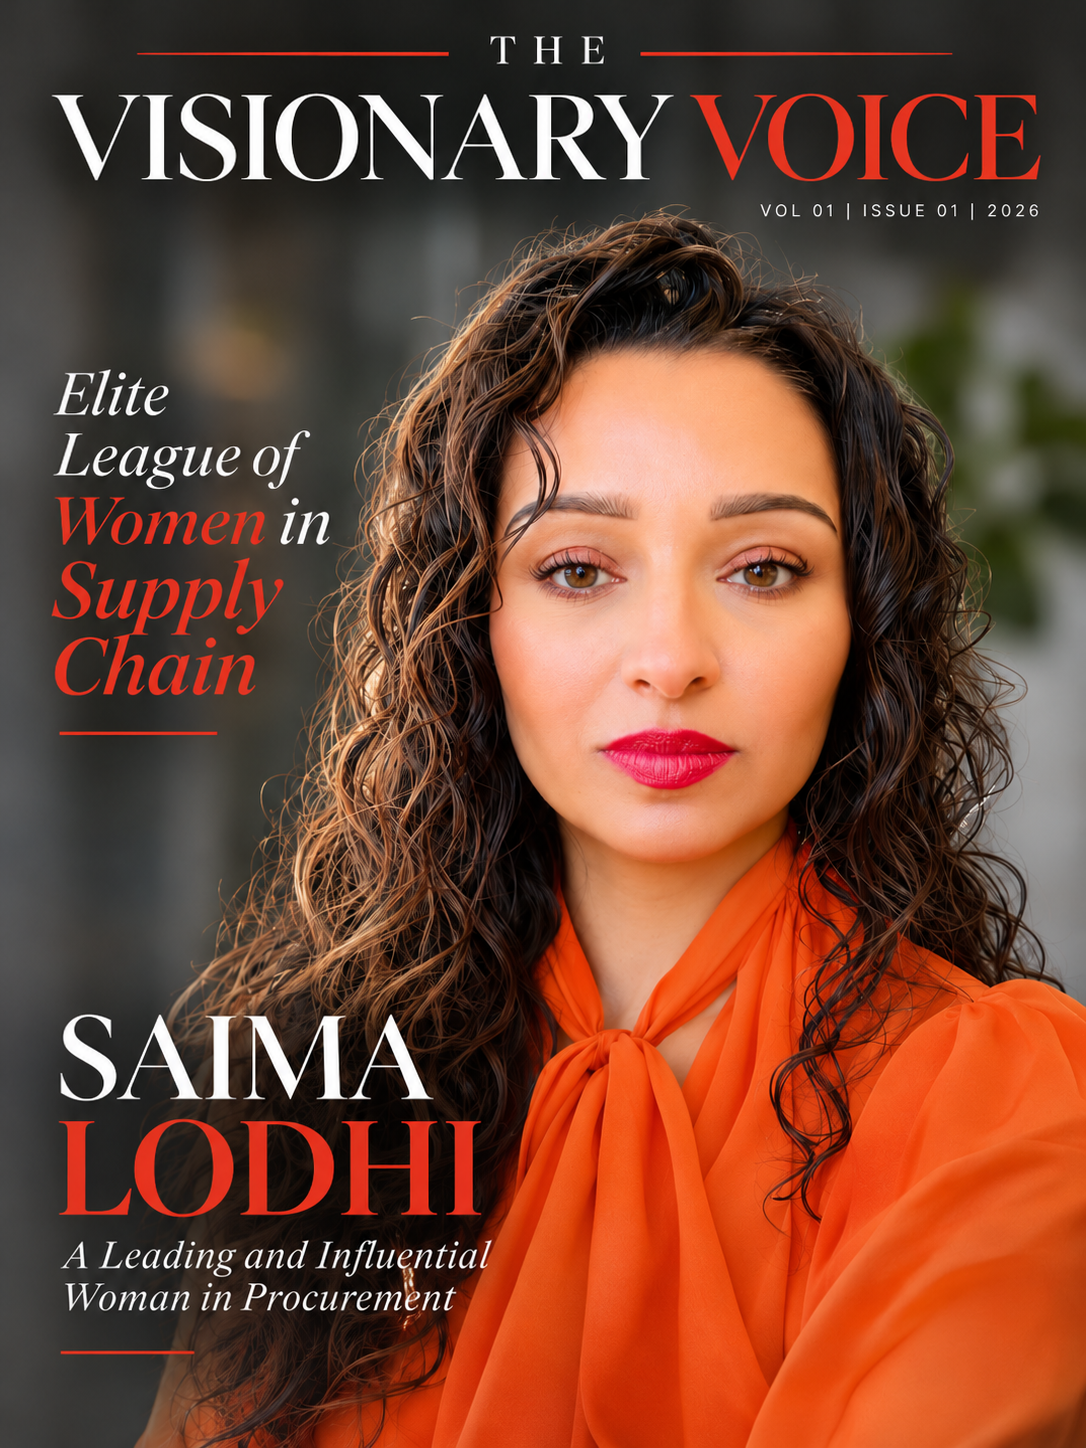 THE
VISIONARY VOICE
VOL 01 | ISSUE 01 | 2026
Elite
League of
Women in
Supply
Chain
SAIMA
LODHI
A Leading and Influential
Woman in Procurement